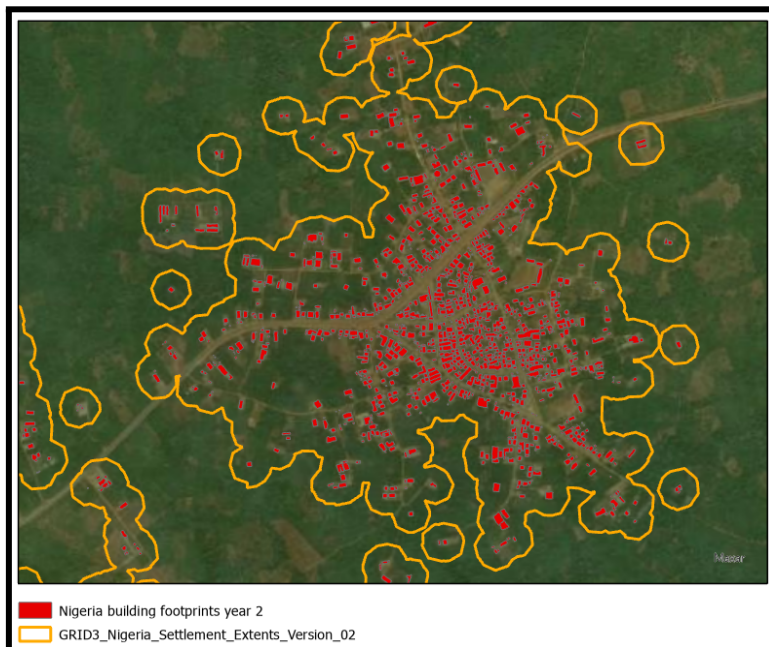 Maxar
Nigeria building footprints year 2
GRID3_Nigeria_Settlement_Extents_Version_02